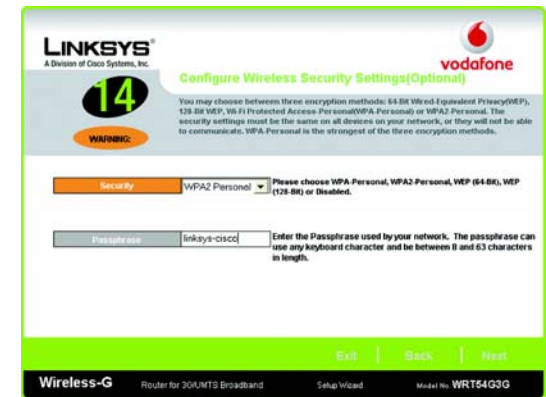 LINKSYS®
A Division of Cisco Systems, Inc.
vodafone
14
WARNING:
Configure Wireless Security Settings(Optional)
You may choose between three encryption methods: 64-Bit Wired-Equivalent Privacy(WEP),
128-Bit WEP, Wi-Fi Protected Access-Personal(WPA-Personal) or WPA2 Personal. The
security settings must be the same on all devices on your network, or they will not be able
to communicate. WPA-Personal is the strongest of the three encryption methods.
Security
WPA2 Personal
Please choose WPA-Personal, WPA2-Personal, WEP (64-Bit), WEP
(128-Bit) or Disabled.
Passphrase
linksys-cisco
Enter the Passphrase used by your network. The passphrase can
use any keyboard character and be between 8 and 63 characters
in length.
Exit | Back | Next
Wireless-G Router for 3G/UMTS Broadband Setup Wizard Model No. WRT54G3G